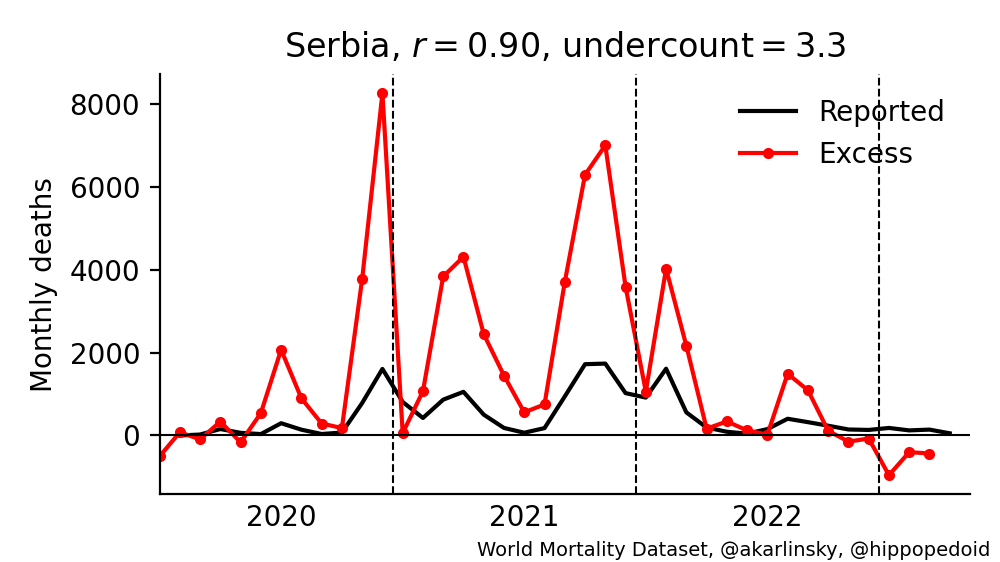 Serbia, r = 0.90, undercount = 3.3
Monthly deaths
8000
6000
4000
2000
0
Reported
Excess
2020 2021 2022
World Mortality Dataset, @akarlinsky, @hippopedoid